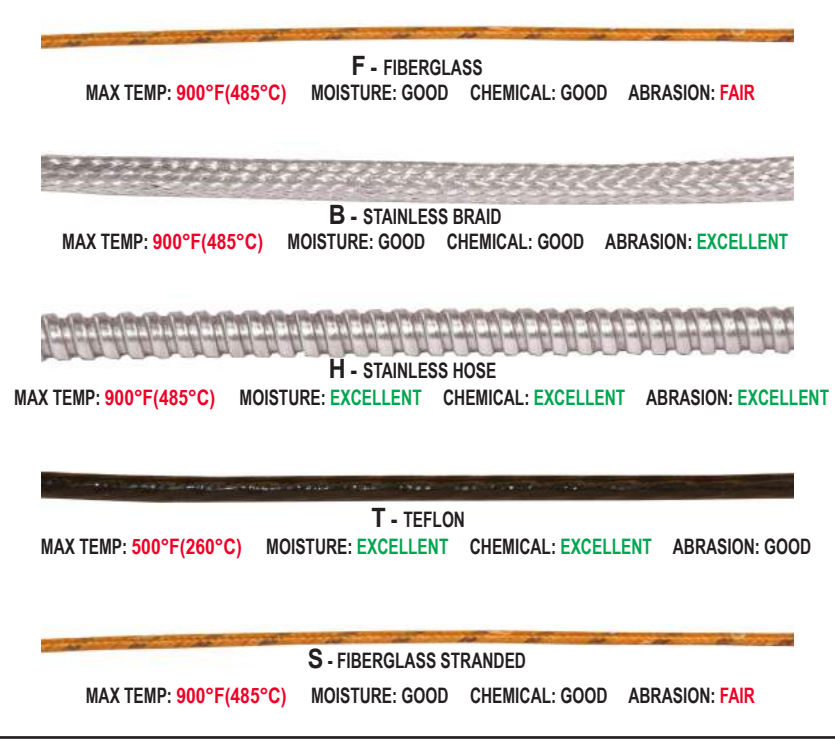 F - FIBERGLASS
MAX TEMP: 900°F(485°C) MOISTURE: GOOD CHEMICAL: GOOD ABRASION: FAIR
B - STAINLESS BRAID
MAX TEMP: 900°F(485°C) MOISTURE: GOOD CHEMICAL: GOOD ABRASION: EXCELLENT
H - STAINLESS HOSE
MAX TEMP: 900°F(485°C) MOISTURE: EXCELLENT CHEMICAL: EXCELLENT ABRASION: EXCELLENT
T - TEFLON
MAX TEMP: 500°F(260°C) MOISTURE: EXCELLENT CHEMICAL: EXCELLENT ABRASION: GOOD
S - FIBERGLASS STRANDED
MAX TEMP: 900°F(485°C) MOISTURE: GOOD CHEMICAL: GOOD ABRASION: FAIR